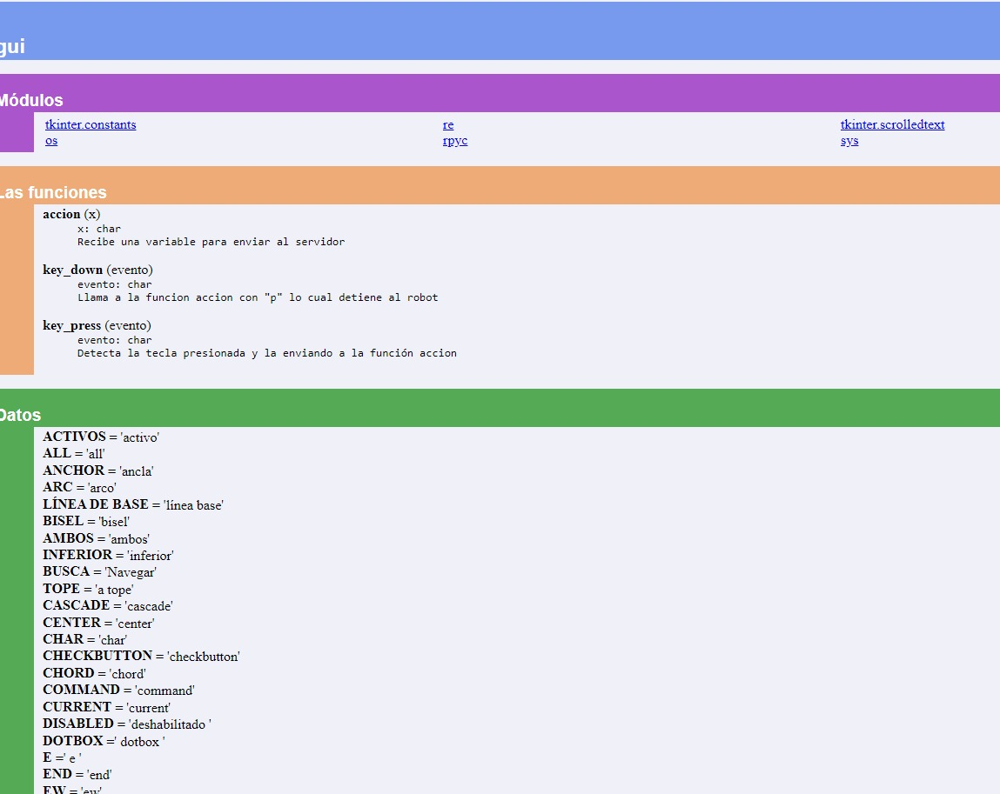 gui
Módulos
tkinter.constants re tkinter.scrolledtext
os rpyc sys
Las funciones
accion (x)
x: char
Recibe una variable para enviar al servidor
key_down (evento)
evento: char
Llama a la funcion accion con "p" lo cual detiene al robot
key_press (evento)
evento: char
Detecta la tecla presionada y la enviando a la función accion
Datos
ACTIVOS = 'activo'
ALL = 'all'
ANCHOR = 'ancla'
ARC = 'arco'
LÍNEA DE BASE = 'línea base'
BISEL = 'bisel'
AMBOS = 'ambos'
INFERIOR = 'inferior'
BUSCA = 'Navegar'
TOPE = 'a tope'
CASCADE = 'cascade'
CENTER = 'center'
CHAR = 'char'
CHECKBUTTON = 'checkbutton'
CHORD = 'chord'
COMMAND = 'command'
CURRENT = 'current'
DISABLED = 'deshabilitado '
DOTBOX =' dotbox '
E =' e '
END = 'end'
EW = 'ew'